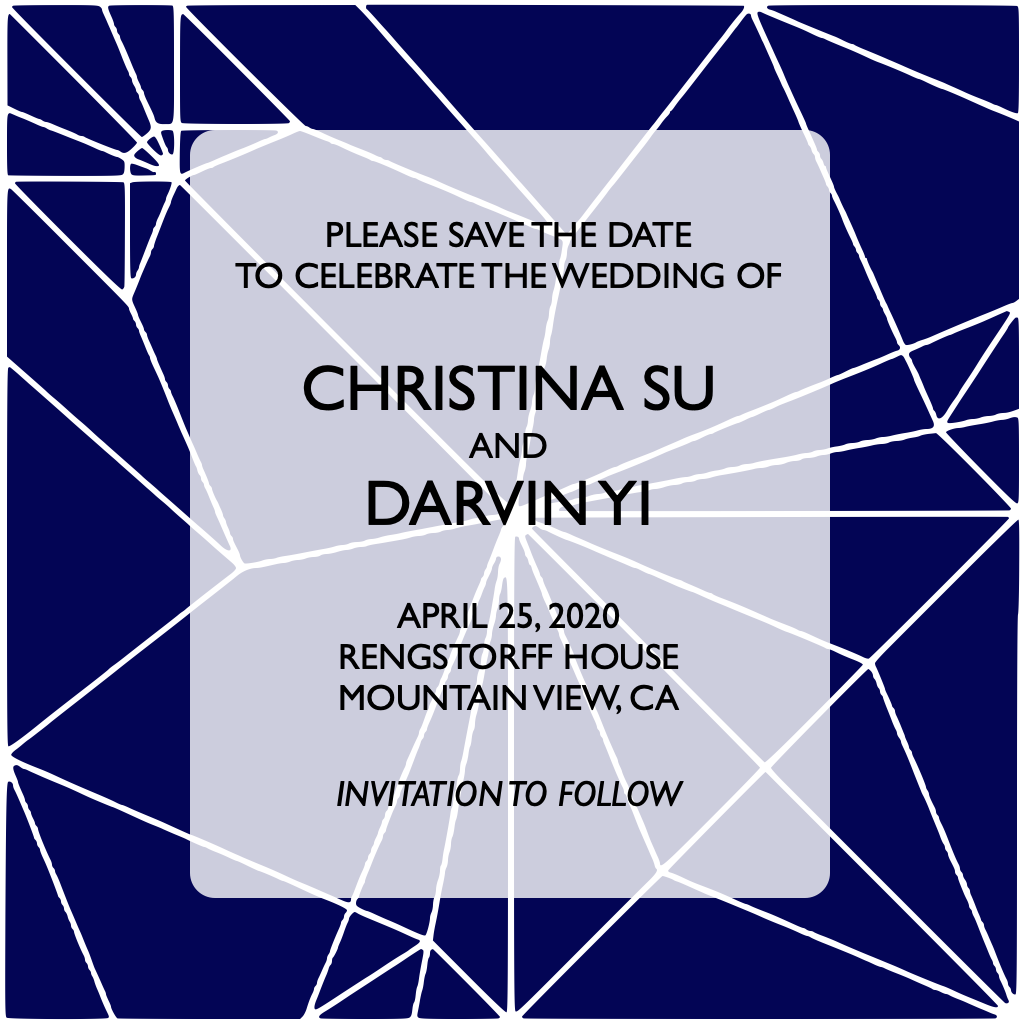 PLEASE SAVE THE DATE
TO CELEBRATE THE WEDDING OF
CHRISTINA SU
AND
DARVIN YI
APRIL 25, 2020
RENGSTORFF HOUSE
MOUNTAIN VIEW, CA
INVITATION TO FOLLOW